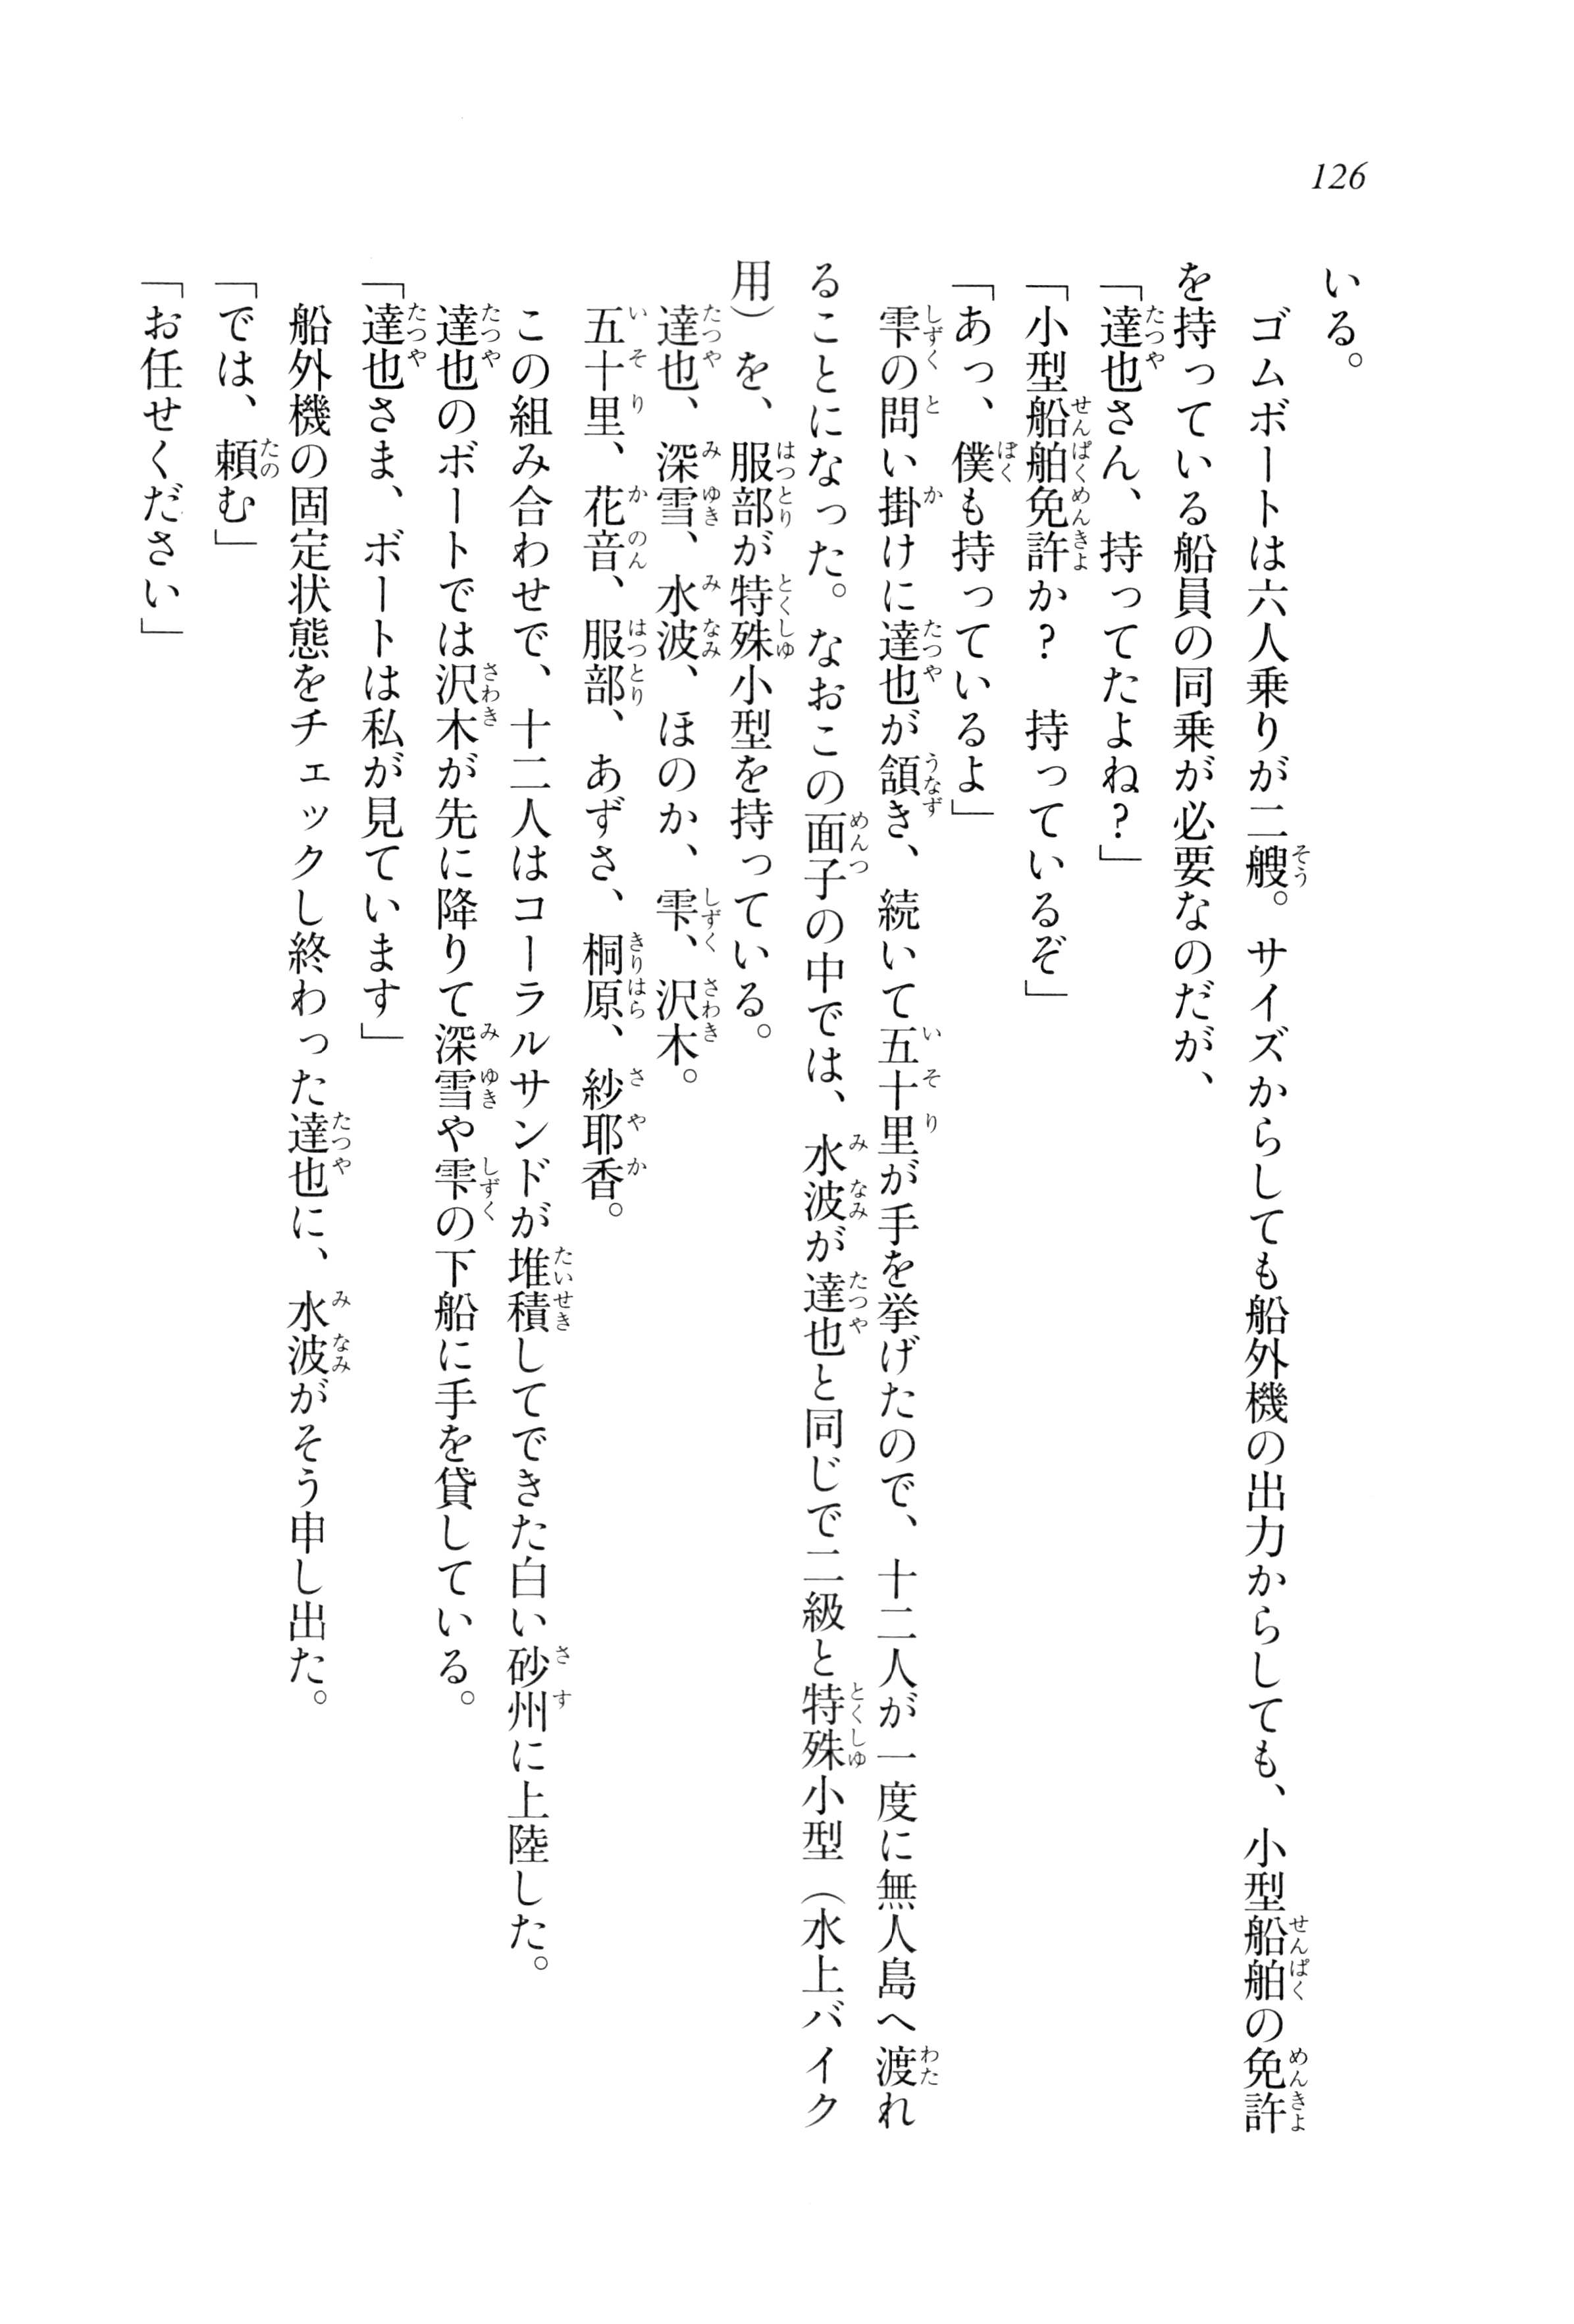 126
いる。
　ゴムボートは六人乗りが二艘。サイズからしても船外機の出力からしても、小型船舶の免許
を持っている船員の同乗が必要なのだが、
「達也さん、持ってたよね？」
「小型船舶免許か？　持っているぞ」
「あっ、僕も持っているよ」
　雫の問い掛けに達也が頷き、続いて五十里が手を挙げたので、十二人が一度に無人島へ渡れ
ることになった。なおこの面子の中では、水波が達也と同じで二級と特殊小型（水上バイク
用）を、服部が特殊小型を持っている。
　達也、深雪、水波、ほのか、雫、沢木。
　五十里、花音、服部、あずさ、桐原、紗耶香。
　この組み合わせで、十二人はコーラルサンドが堆積してできた白い砂州に上陸した。
　達也のボートでは沢木が先に降りて深雪や雫の下船に手を貸している。
「達也さま、ボートは私が見ています」
　船外機の固定状態をチェックし終わった達也に、水波がそう申し出た。
「では、頼む」
「お任せください」